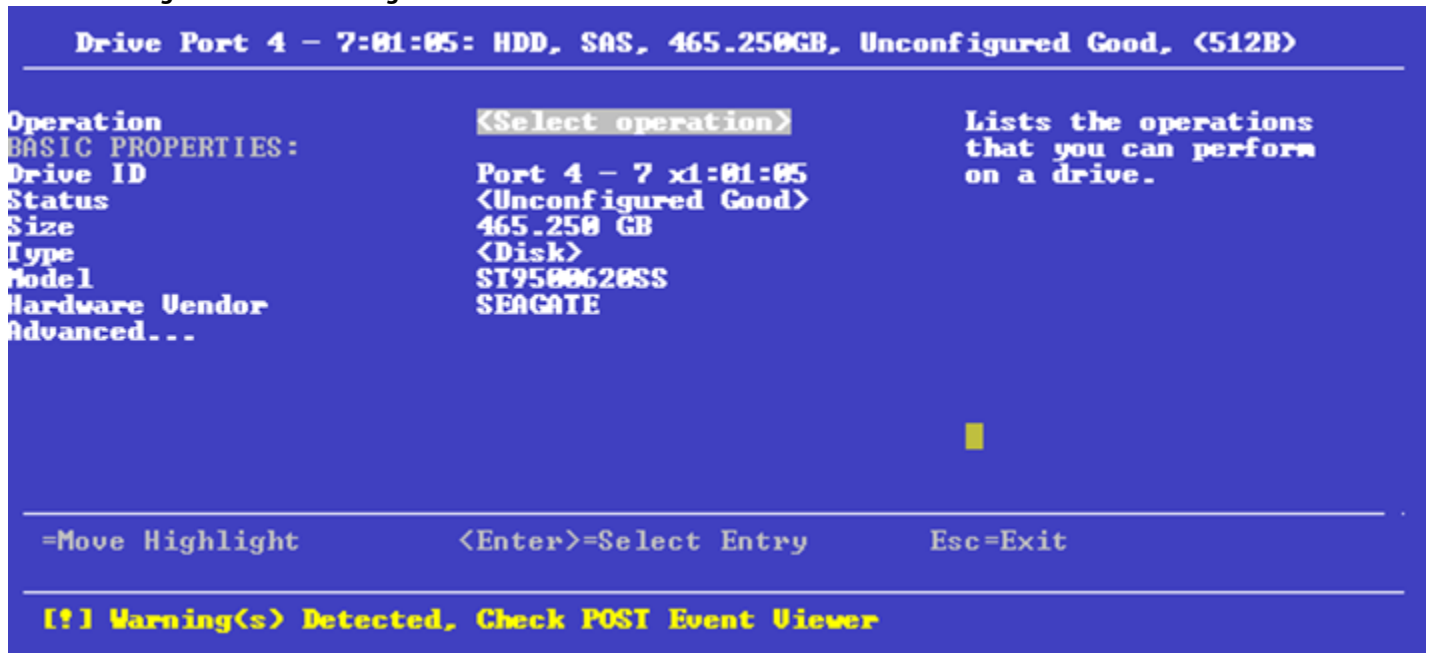 Drive Port 4 – 7:01:05: HDD, SAS, 465.250GB, Unconfigured Good, <512B>
Operation <Select operation> Lists the operations
BASIC PROPERTIES: that you can perform
Drive ID Port 4 – 7 x1:01:05 on a drive.
Status <Unconfigured Good>
Size 465.250 GB
Type <Disk>
Model ST9500620SS
Hardware Vendor SEAGATE
Advanced...
=Move Highlight <Enter>=Select Entry Esc=Exit
[!] Warning(s) Detected, Check POST Event Viewer